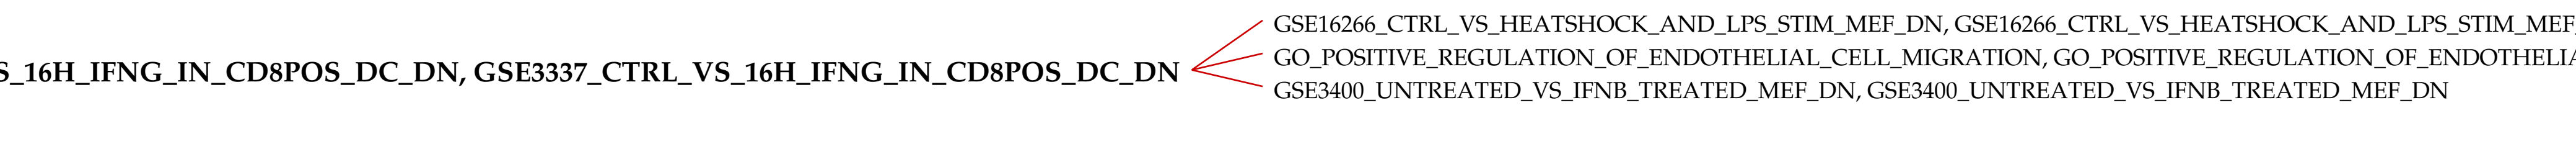 S_16H_IFNG_IN_CD8POS_DC_DN, GSE3337_CTRL_VS_16H_IFNG_IN_CD8POS_DC_DN
GSE16266_CTRL_VS_HEATSHOCK_AND_LPS_STIM_MEF_DN, GSE16266_CTRL_VS_HEATSHOCK_AND_LPS_STIM_MEF
GO_POSITIVE_REGULATION_OF_ENDOTHELIAL_CELL_MIGRATION, GO_POSITIVE_REGULATION_OF_ENDOTHELIA
GSE3400_UNTREATED_VS_IFNB_TREATED_MEF_DN, GSE3400_UNTREATED_VS_IFNB_TREATED_MEF_DN